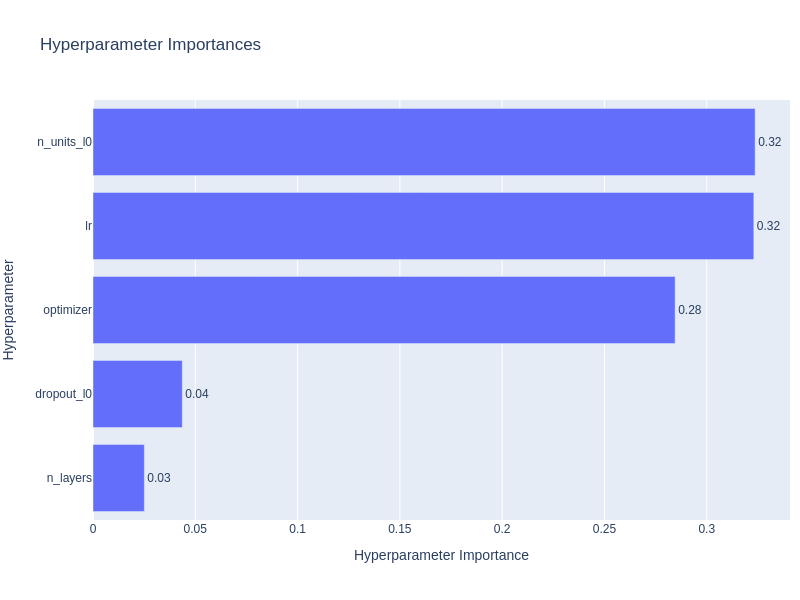 Hyperparameter Importances
n_units_l0
0.32
lr
0.32
optimizer
0.28
dropout_l0
0.04
n_layers
0.03
0
0.05
0.1
0.15
0.2
0.25
0.3
Hyperparameter Importance
Hyperparameter